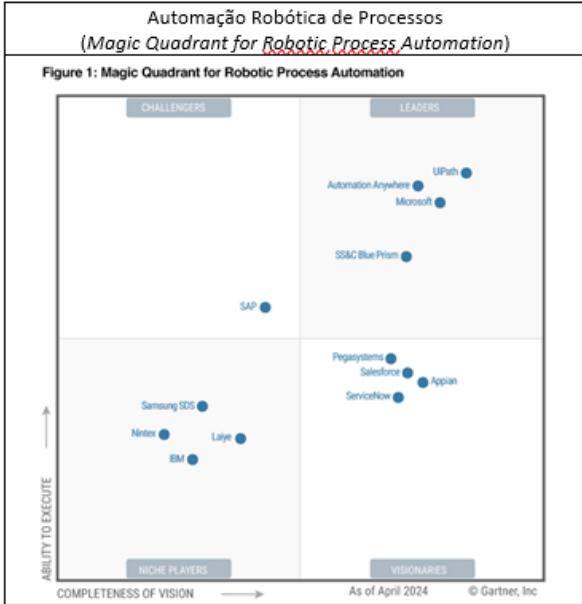 Automação Robótica de Processos
(Magic Quadrant for Robotic Process Automation)
Figure 1: Magic Quadrant for Robotic Process Automation
CHALLENGERS
LEADERS
UiPath
Automation Anywhere
Microsoft
SS&C Blue Prism
SAP
Pegasystems
Salesforce
Appian
ServiceNow
Samsung SDS
Nintex
Laiye
IBM
ABILITY TO EXECUTE
NICHE PLAYERS
VISIONARIES
COMPLETENESS OF VISION
As of April 2024
© Gartner, Inc